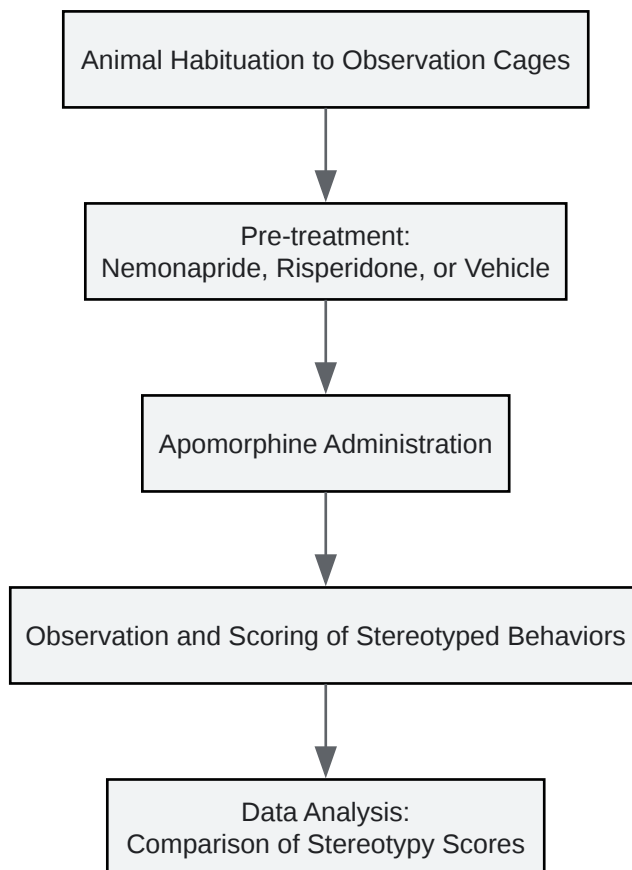 Animal Habituation to Observation Cages
Pre-treatment:
Nemonapride, Risperidone, or Vehicle
Apomorphine Administration
Observation and Scoring of Stereotyped Behaviors
Data Analysis:
Comparison of Stereotypy Scores